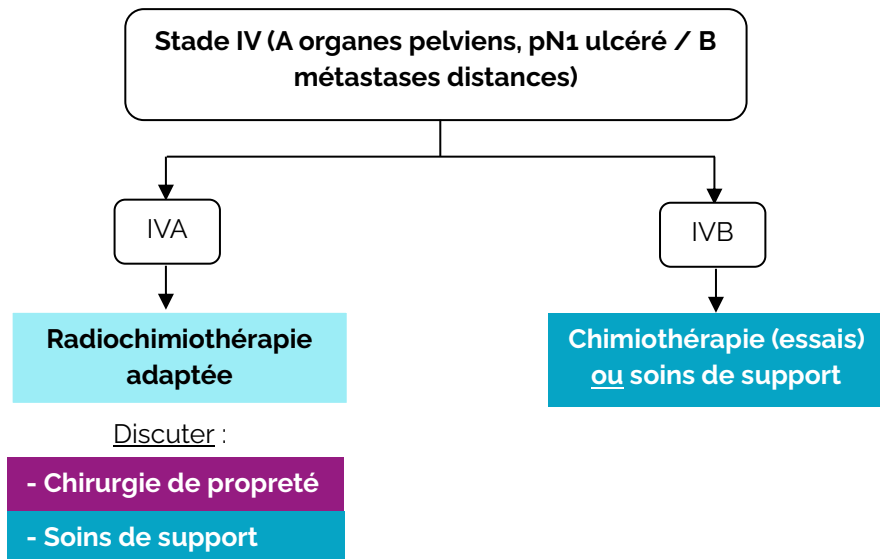 Stade IV (A organes pelviens, pN1 ulcéré / B
métastases distances)
IVA
IVB
Radiochimiothérapie
adaptée
Chimiothérapie (essais)
ou soins de support
Discuter :
- Chirurgie de propreté
- Soins de support